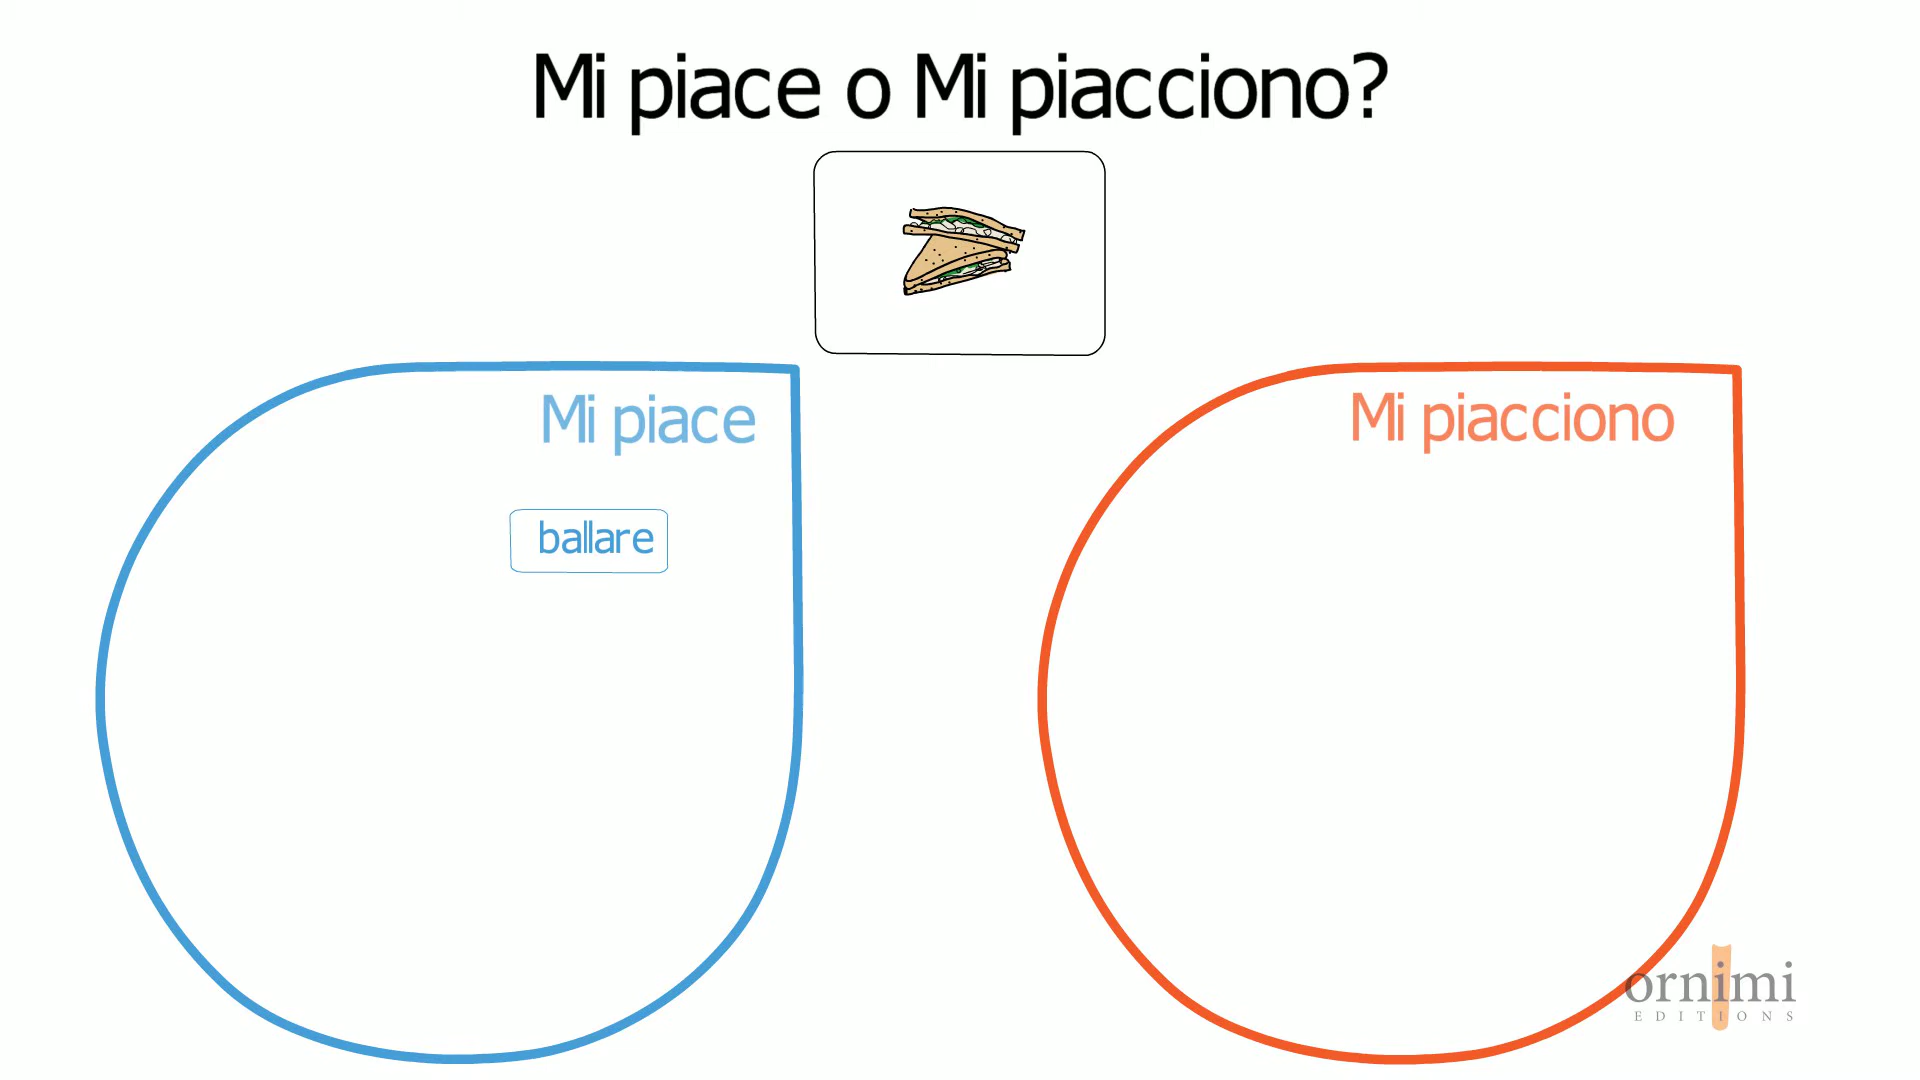 Mi piace o Mi piacciono?
Mi piace
Mi piacciono
ballare
ornimi
EDITIONS